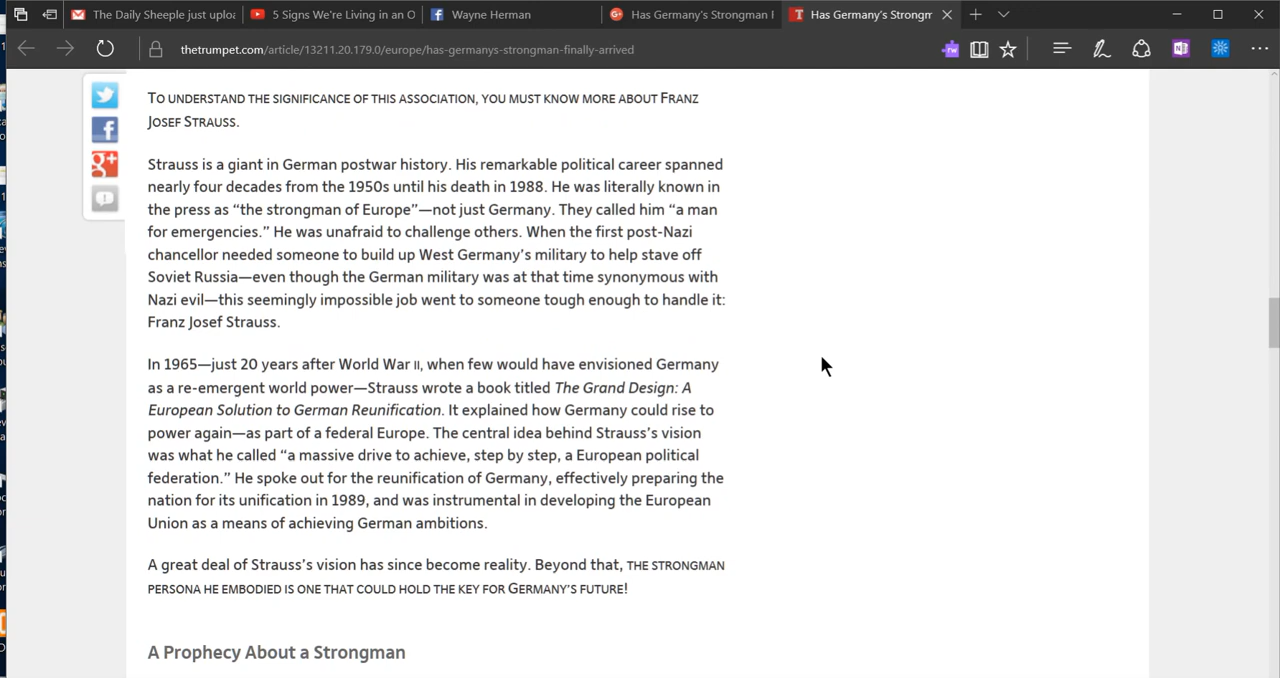 The Daily Sheeple just uploa
5 Signs We're Living in an O
Wayne Herman
Has Germany's Strongman F
Has Germany's Strongm
thetrumpet.com/article/13211.20.179.0/europe/has-germanys-strongman-finally-arrived
To understand the significance of this association, you must know more about Franz
Josef Strauss.
Strauss is a giant in German postwar history. His remarkable political career spanned
nearly four decades from the 1950s until his death in 1988. He was literally known in
the press as “the strongman of Europe”—not just Germany. They called him “a man
for emergencies.” He was unafraid to challenge others. When the first post-Nazi
chancellor needed someone to build up West Germany’s military to help stave off
Soviet Russia—even though the German military was at that time synonymous with
Nazi evil—this seemingly impossible job went to someone tough enough to handle it:
Franz Josef Strauss.
In 1965—just 20 years after World War II, when few would have envisioned Germany
as a re-emergent world power—Strauss wrote a book titled The Grand Design: A
European Solution to German Reunification. It explained how Germany could rise to
power again—as part of a federal Europe. The central idea behind Strauss’s vision
was what he called “a massive drive to achieve, step by step, a European political
federation.” He spoke out for the reunification of Germany, effectively preparing the
nation for its unification in 1989, and was instrumental in developing the European
Union as a means of achieving German ambitions.
A great deal of Strauss’s vision has since become reality. Beyond that, the strongman
persona he embodied is one that could hold the key for Germany’s future!
A Prophecy About a Strongman